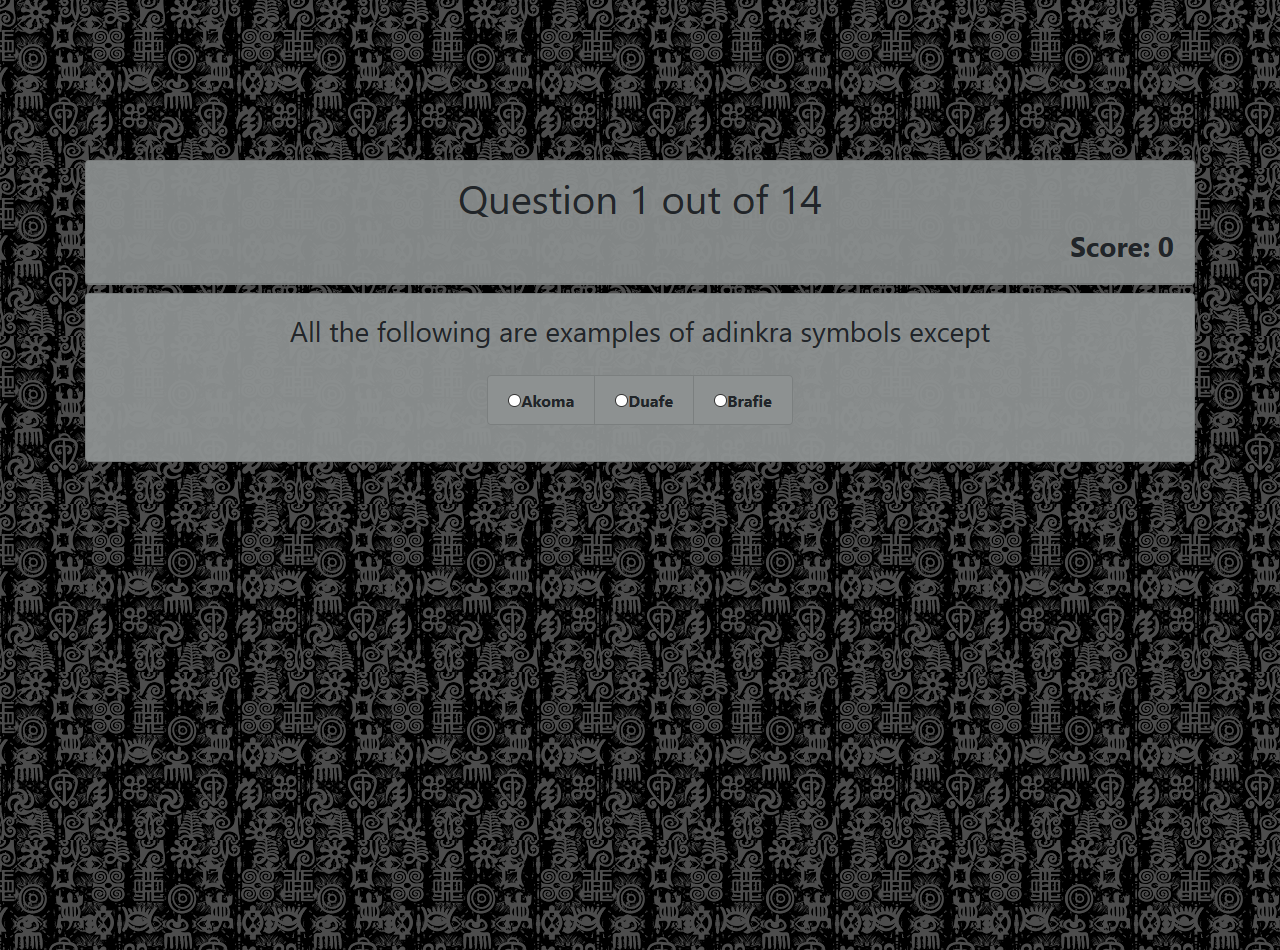 Question 1 out of 14
Score: 0
All the following are examples of adinkra symbols except
Akoma Duafe Brafie